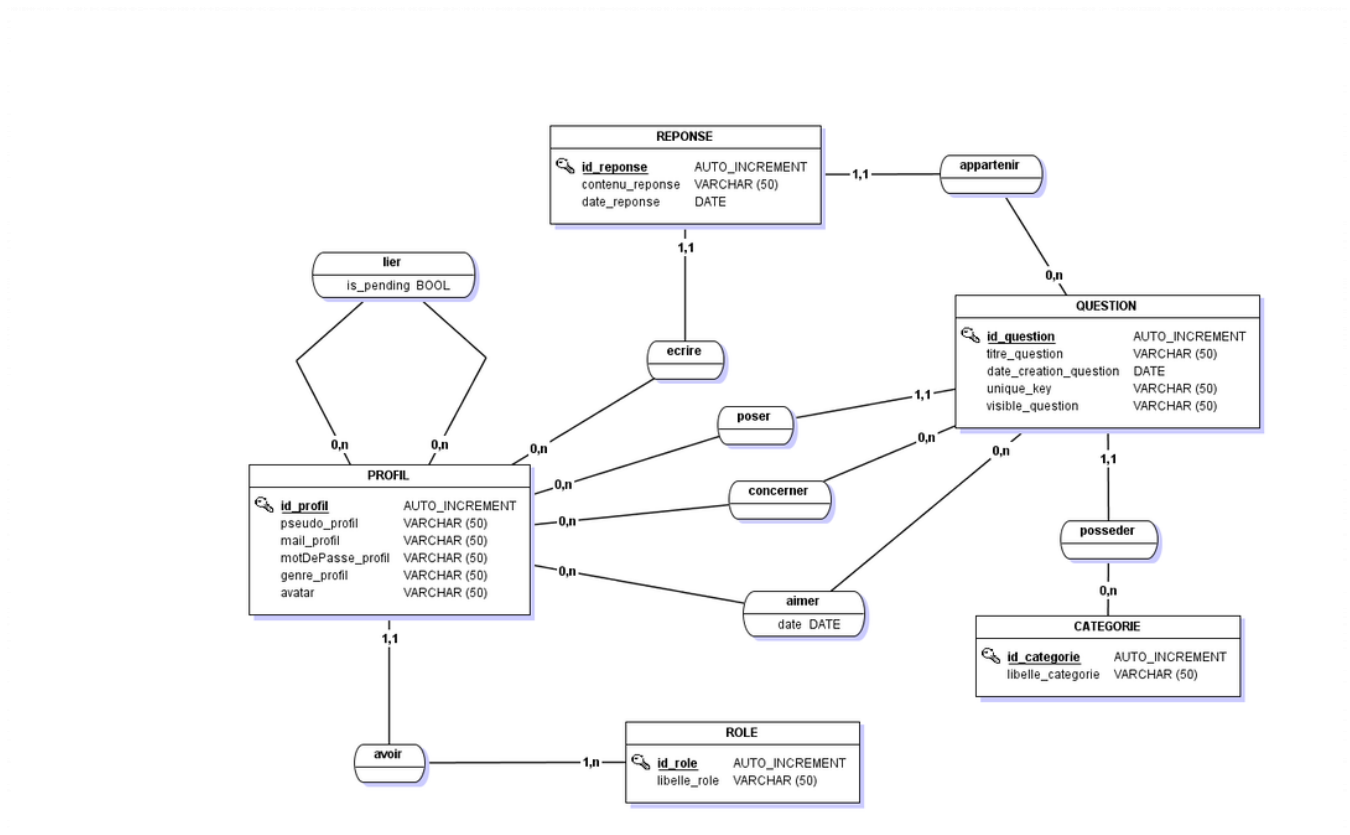 REPONSE
id_reponse AUTO_INCREMENT
contenu_reponse VARCHAR (50)
date_reponse DATE
1,1
appartenir
1,1
0,n
lier
is_pending BOOL
0,n
0,n
ecrire
0,n
QUESTION
id_question AUTO_INCREMENT
titre_question VARCHAR (50)
date_creation_question DATE
unique_key VARCHAR (50)
visible_question VARCHAR (50)
poser
1,1
0,n
concerner
0,n
0,n
aimer
date DATE
0,n
0,n
PROFIL
id_profil AUTO_INCREMENT
pseudo_profil VARCHAR (50)
mail_profil VARCHAR (50)
motDePasse_profil VARCHAR (50)
genre_profil VARCHAR (50)
avatar VARCHAR (50)
1,1
posseder
0,n
CATEGORIE
id_categorie AUTO_INCREMENT
libelle_categorie VARCHAR (50)
1,1
avoir
1,n
ROLE
id_role AUTO_INCREMENT
libelle_role VARCHAR (50)